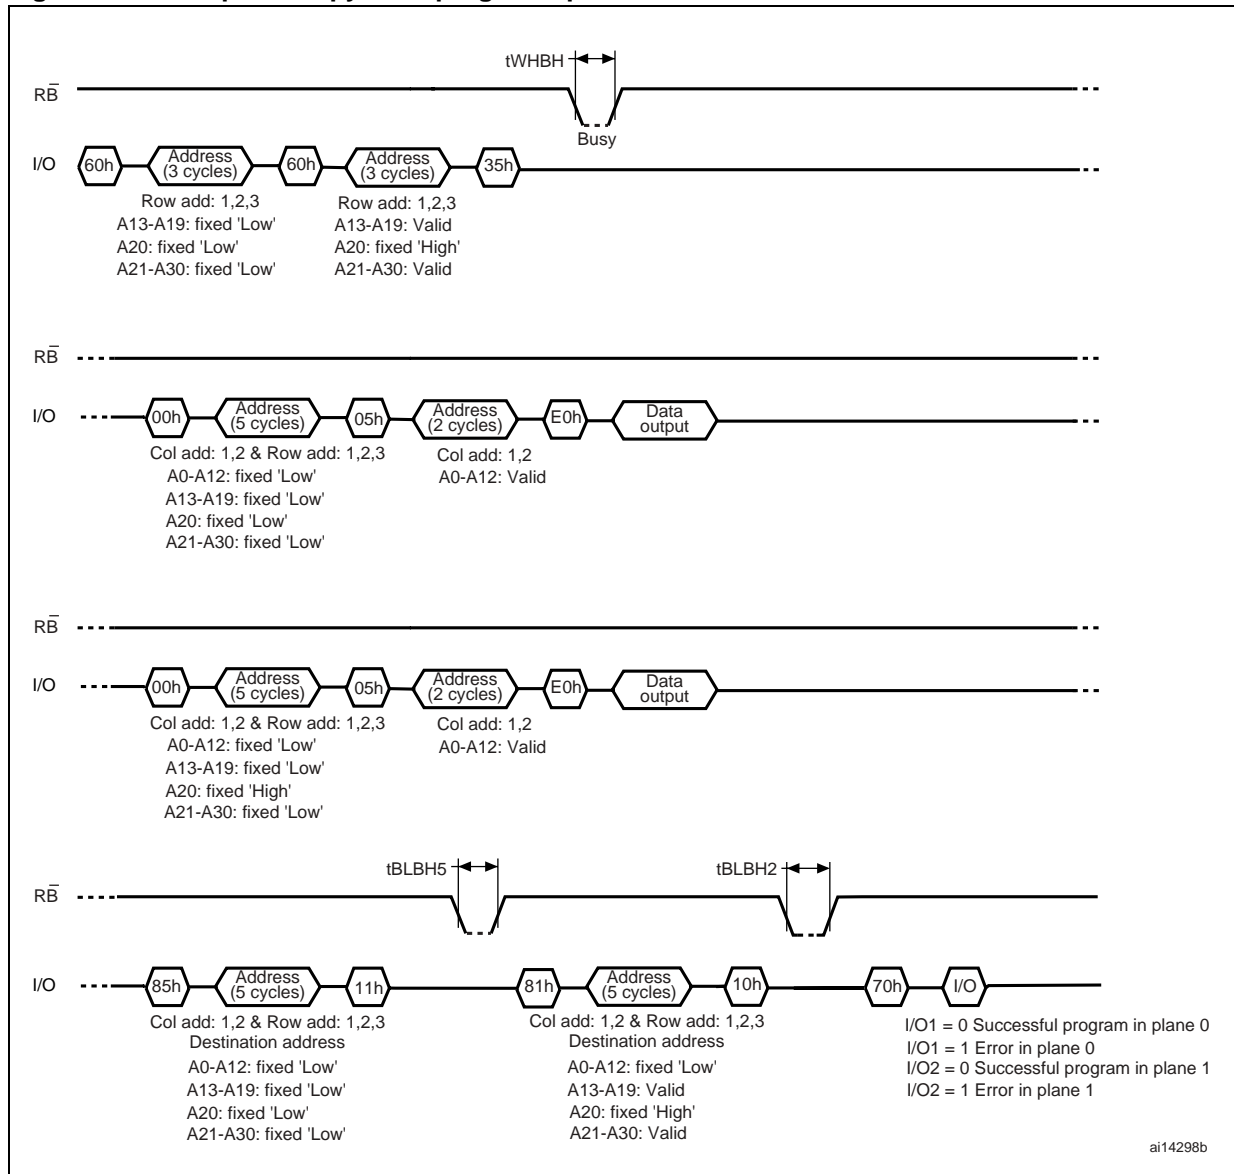 tWHBH
RB̅
Busy
I/O 60h Address (3 cycles) 60h Address (3 cycles) 35h
Row add: 1,2,3 Row add: 1,2,3
A13-A19: fixed 'Low' A13-A19: Valid
A20: fixed 'Low' A20: fixed 'High'
A21-A30: fixed 'Low' A21-A30: Valid
RB̅
I/O 00h Address (5 cycles) 05h Address (2 cycles) E0h Data output
Col add: 1,2 & Row add: 1,2,3 Col add: 1,2
A0-A12: fixed 'Low' A0-A12: Valid
A13-A19: fixed 'Low'
A20: fixed 'Low'
A21-A30: fixed 'Low'
RB̅
I/O 00h Address (5 cycles) 05h Address (2 cycles) E0h Data output
Col add: 1,2 & Row add: 1,2,3 Col add: 1,2
A0-A12: fixed 'Low' A0-A12: Valid
A13-A19: fixed 'Low'
A20: fixed 'High'
A21-A30: fixed 'Low'
tBLBH5 tBLBH2
RB̅
I/O 85h Address (5 cycles) 11h 81h Address (5 cycles) 10h 70h I/O
Col add: 1,2 & Row add: 1,2,3 Col add: 1,2 & Row add: 1,2,3
Destination address Destination address
A0-A12: fixed 'Low' A0-A12: fixed 'Low'
A13-A19: fixed 'Low' A13-A19: Valid
A20: fixed 'Low' A20: fixed 'High'
A21-A30: fixed 'Low' A21-A30: Valid
I/O1 = 0 Successful program in plane 0
I/O1 = 1 Error in plane 0
I/O2 = 0 Successful program in plane 1
I/O2 = 1 Error in plane 1
ai14298b